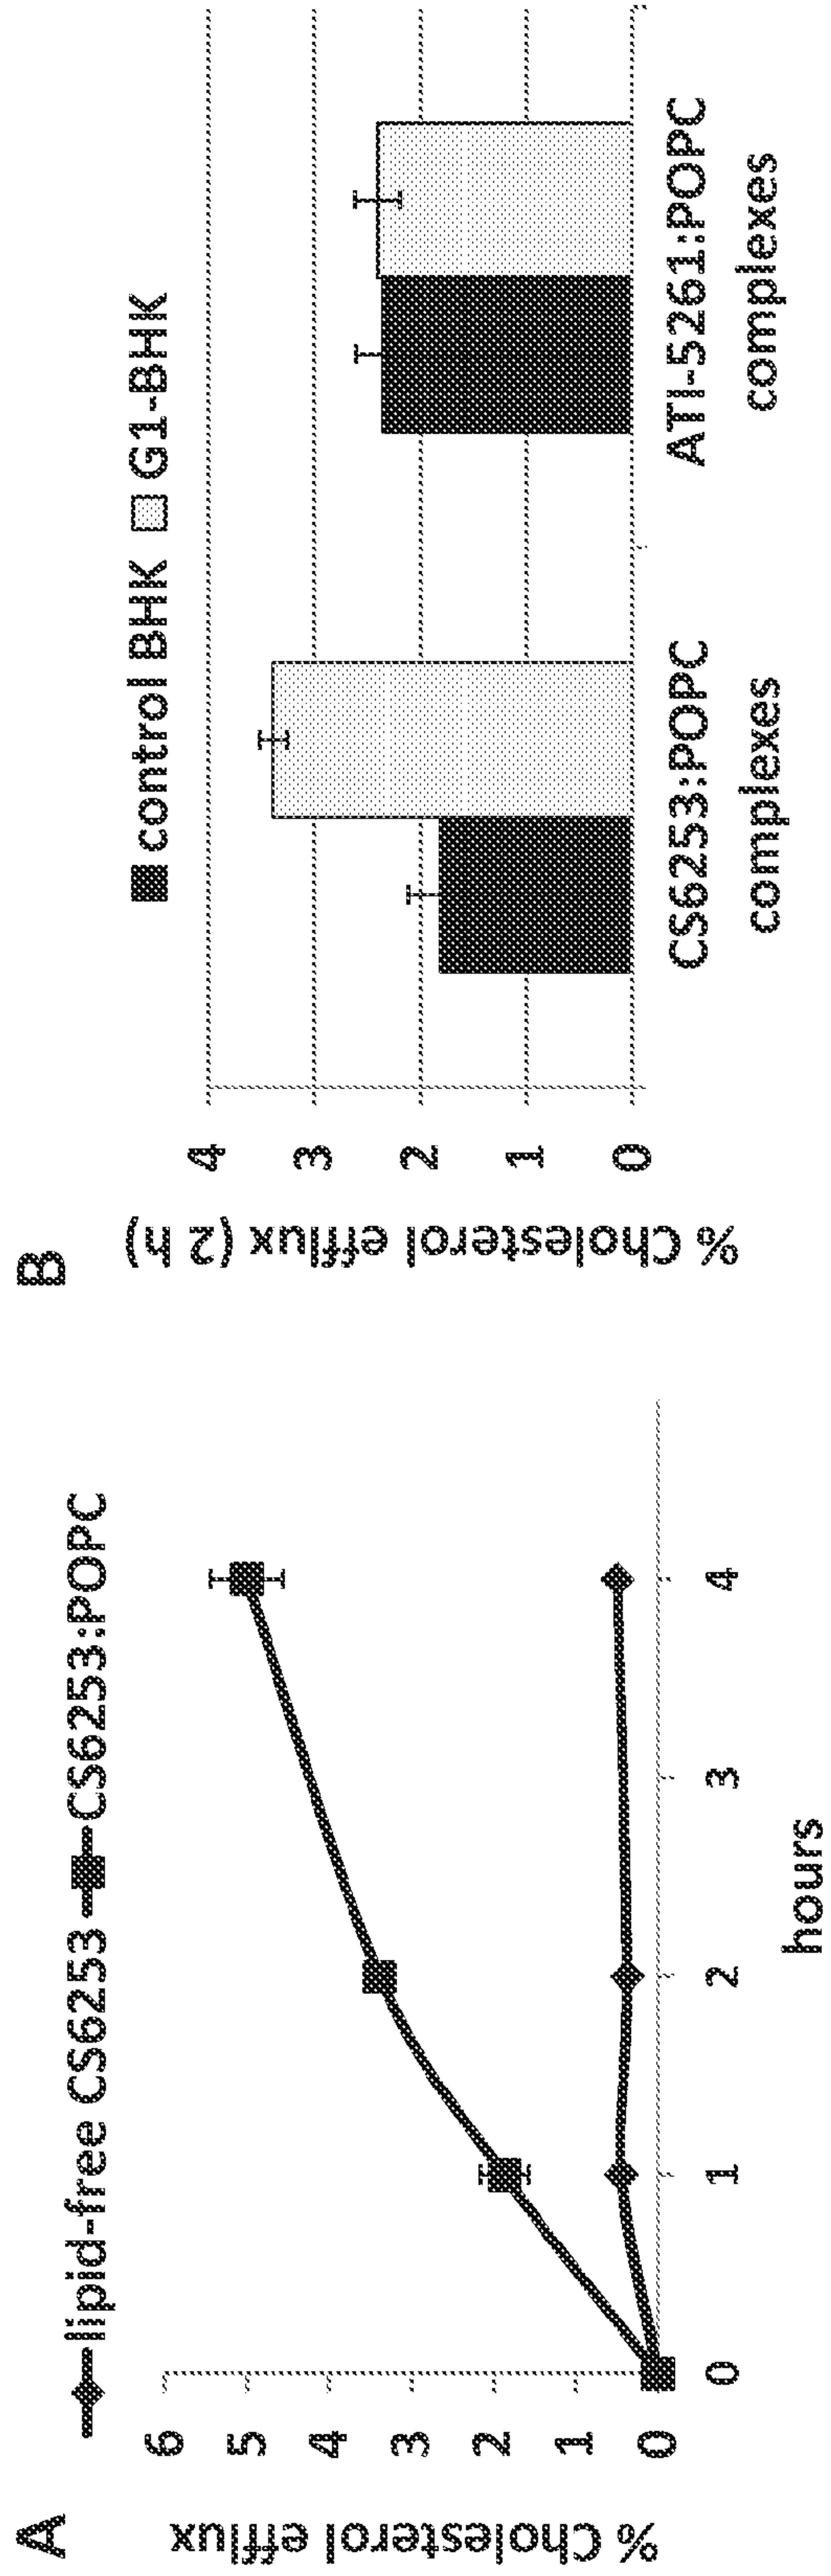 A
lipid-free CS6253 CS6253:POPC
% Cholesterol efflux
6
5
4
3
2
1
0
0 1 2 3 4
hours
B
control BHK G1-BHK
% Cholesterol efflux (2 h)
4
3
2
1
0
CS6253:POPC
complexes
ATI-5261:POPC
complexes